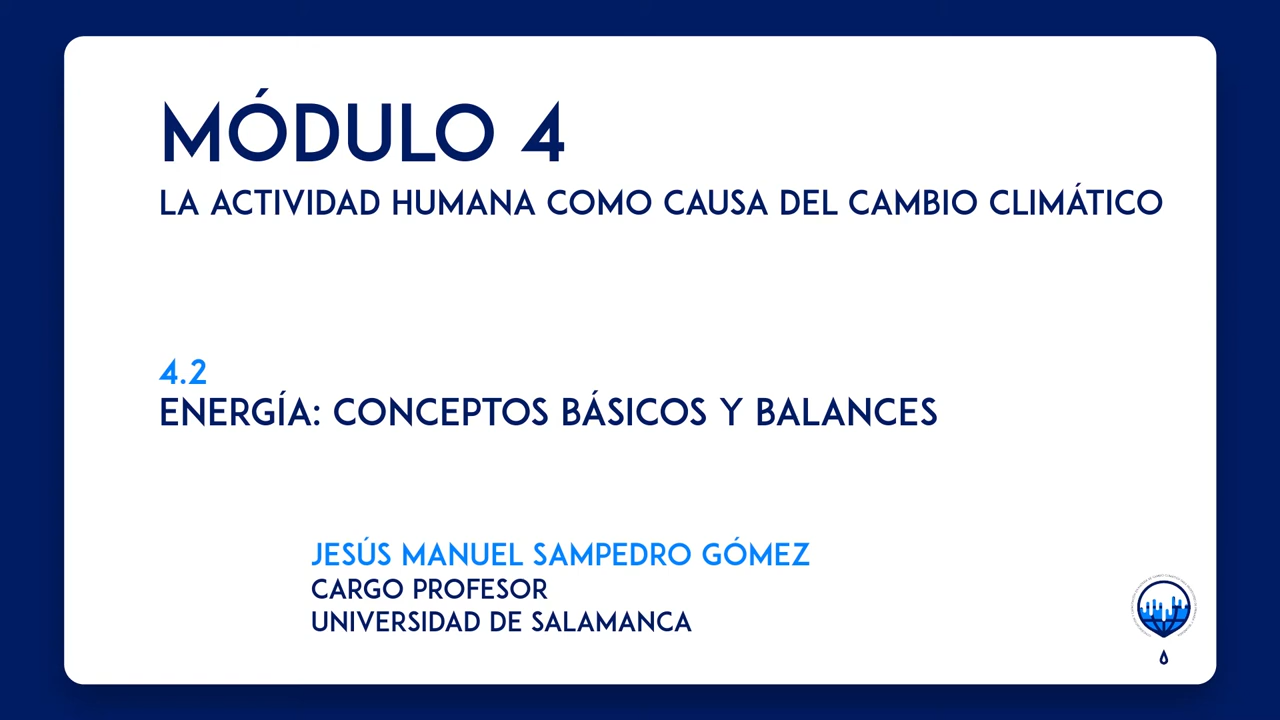 MÓDULO 4
LA ACTIVIDAD HUMANA COMO CAUSA DEL CAMBIO CLIMÁTICO
4.2
ENERGÍA: CONCEPTOS BÁSICOS Y BALANCES
JESÚS MANUEL SAMPEDRO GÓMEZ
CARGO PROFESOR
UNIVERSIDAD DE SALAMANCA